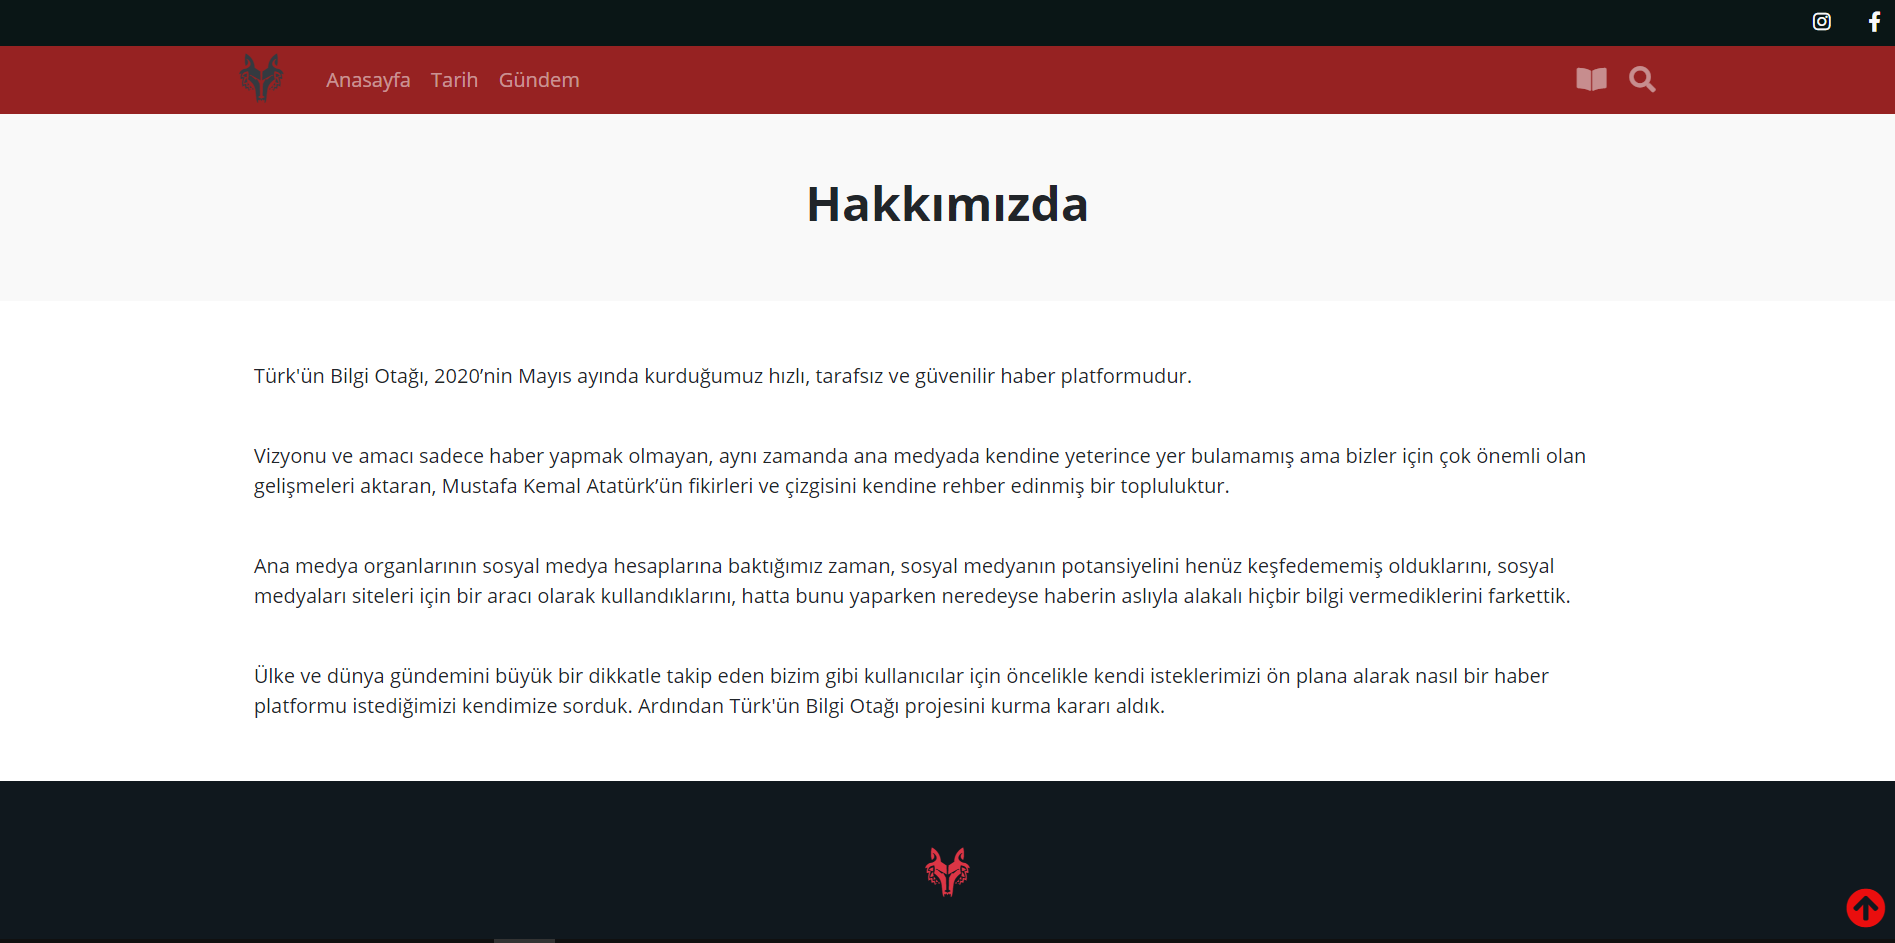 Anasayfa Tarih Gündem
Hakkımızda
Türk'ün Bilgi Otağı, 2020’nin Mayıs ayında kurduğumuz hızlı, tarafsız ve güvenilir haber platformudur.
Vizyonu ve amacı sadece haber yapmak olmayan, aynı zamanda ana medyada kendine yeterince yer bulamamış ama bizler için çok önemli olan
gelişmeleri aktaran, Mustafa Kemal Atatürk’ün fikirleri ve çizgisini kendine rehber edinmiş bir topluluktur.
Ana medya organlarının sosyal medya hesaplarına baktığımız zaman, sosyal medyanın potansiyelini henüz keşfedememiş olduklarını, sosyal
medyaları siteleri için bir aracı olarak kullandıklarını, hatta bunu yaparken neredeyse haberin aslıyla alakalı hiçbir bilgi vermediklerini farkettik.
Ülke ve dünya gündemini büyük bir dikkatle takip eden bizim gibi kullanıcılar için öncelikle kendi isteklerimizi ön plana alarak nasıl bir haber
platformu istediğimizi kendimize sorduk. Ardından Türk'ün Bilgi Otağı projesini kurma kararı aldık.